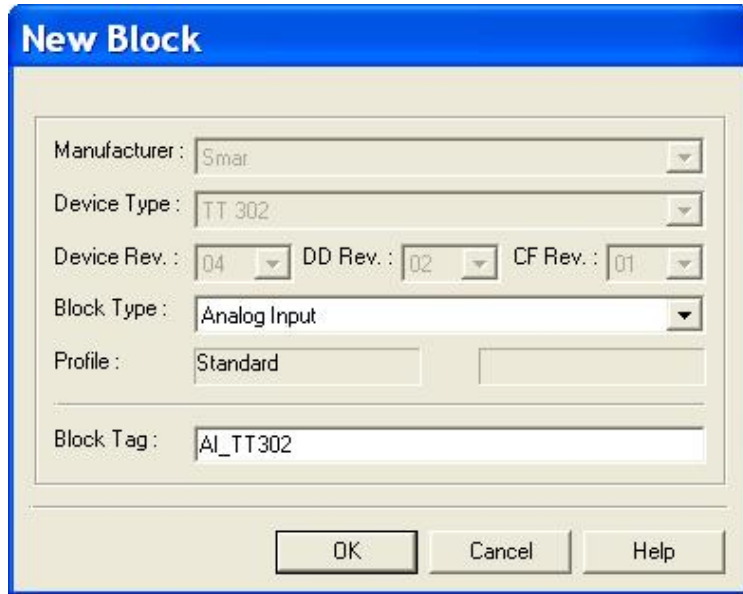 New Block
Manufacturer : Smar
Device Type : TT 302
Device Rev. : 04 DD Rev. : 02 CF Rev. : 01
Block Type : Analog Input
Profile : Standard
Block Tag : AI_TT302
OK Cancel Help